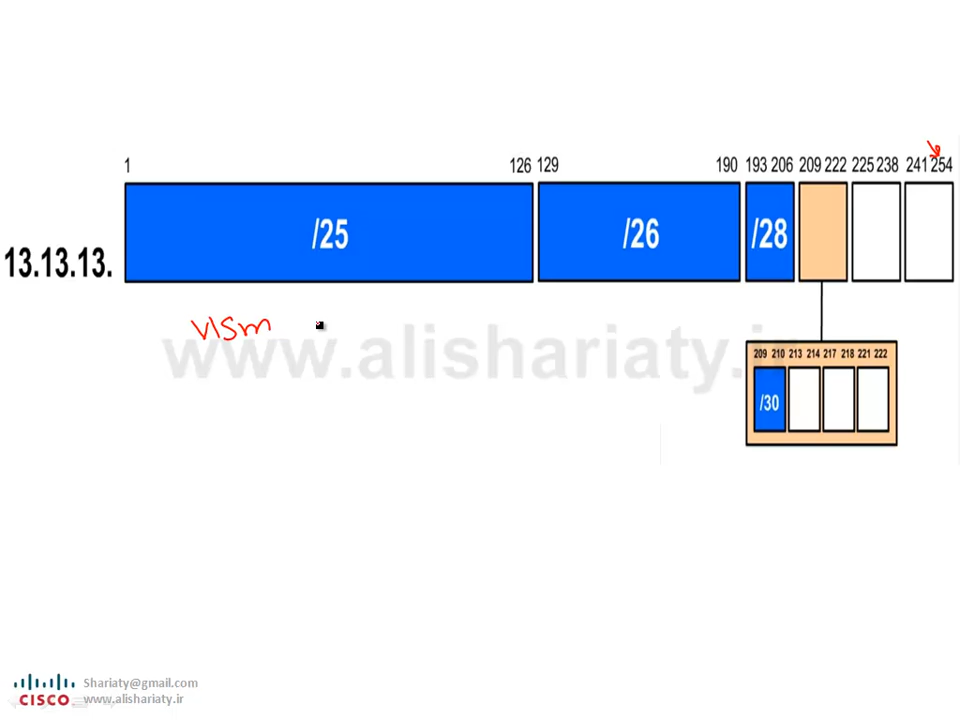 1 126 129 190 193 206 209 222 225 238 241 254
13.13.13. /25 /26 /28
VlSm
www.alishariaty.i
209 210 213 214 217 218 221 222
/30
Shariaty@gmail.com
CISCO www.alishariaty.ir